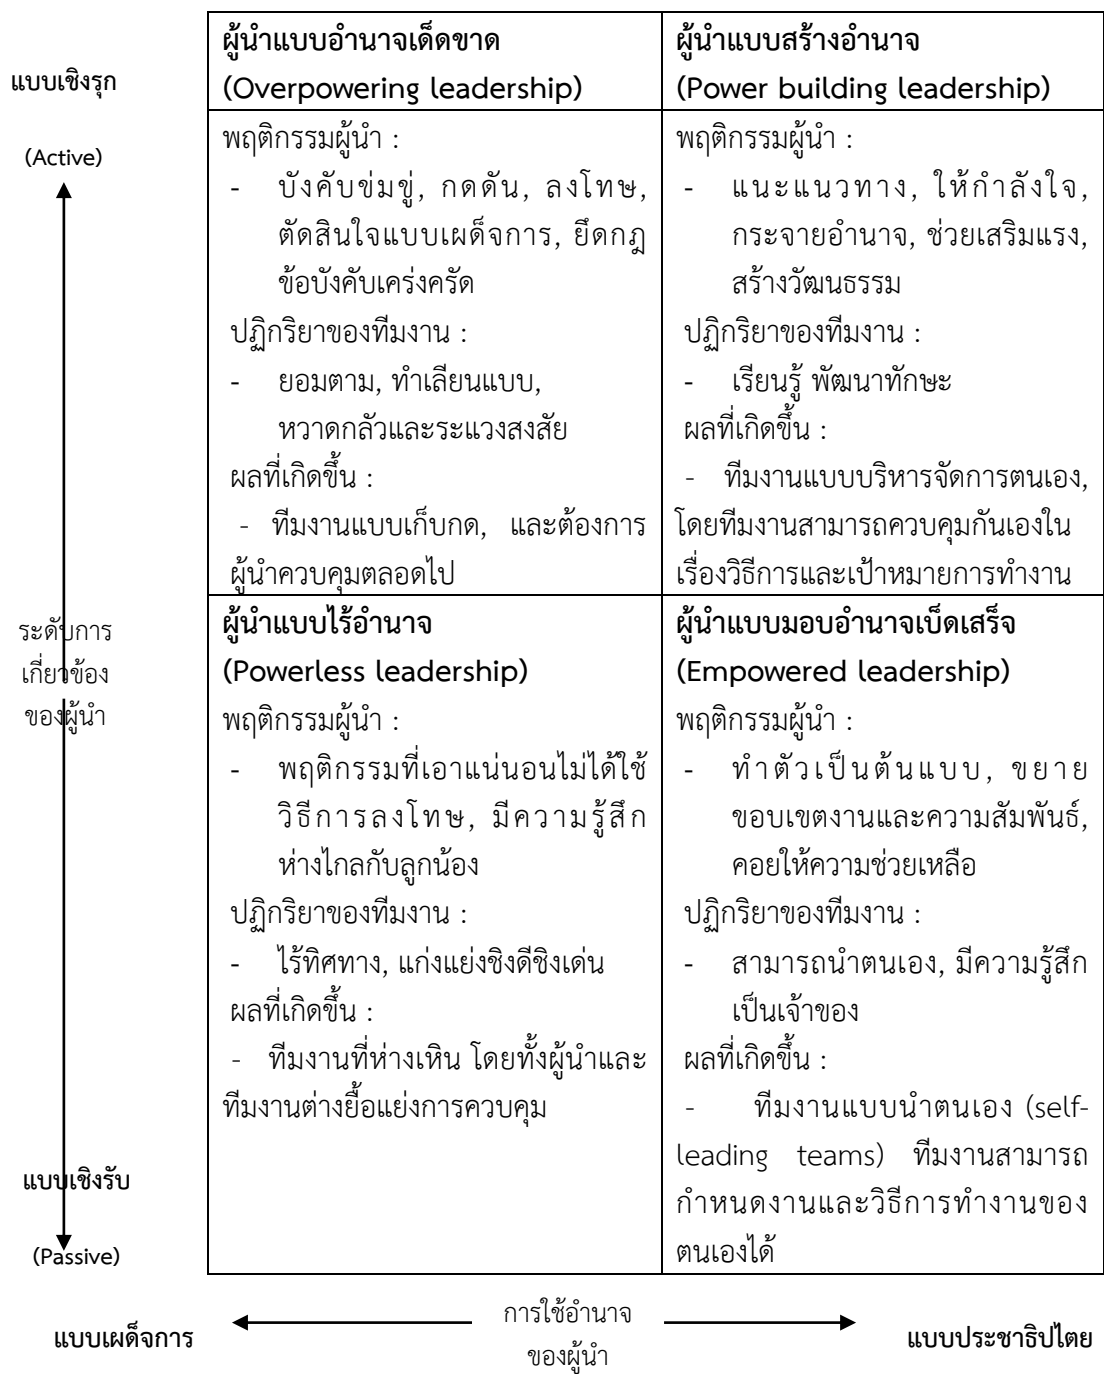 แบบเชิงรุก
(Active)
ระดับการ
เกี่ยวข้อง
ของผู้นำ
แบบเชิงรับ
(Passive)
ผู้นำแบบอำนาจเด็ดขาด
(Overpowering leadership)
พฤติกรรมผู้นำ :
- บังคับข่มขู่, กดดัน, ลงโทษ,
ตัดสินใจแบบเผด็จการ, ยึดกฎ
ข้อบังคับเคร่งครัด
ปฏิกริยาของทีมงาน :
- ยอมตาม, ทำเลียนแบบ,
หวาดกลัวและระแวงสงสัย
ผลที่เกิดขึ้น :
- ทีมงานแบบเก็บกด, และต้องการ
ผู้นำควบคุมตลอดไป
ผู้นำแบบสร้างอำนาจ
(Power building leadership)
พฤติกรรมผู้นำ :
- แนะแนวทาง, ให้กำลังใจ,
กระจายอำนาจ, ช่วยเสริมแรง,
สร้างวัฒนธรรม
ปฏิกริยาของทีมงาน :
- เรียนรู้ พัฒนาทักษะ
ผลที่เกิดขึ้น :
- ทีมงานแบบบริหารจัดการตนเอง,
โดยทีมงานสามารถควบคุมกันเองใน
เรื่องวิธีการและเป้าหมายการทำงาน
ผู้นำแบบไร้อำนาจ
(Powerless leadership)
พฤติกรรมผู้นำ :
- พฤติกรรมที่เอาแน่นอนไม่ได้ใช้
วิธีการลงโทษ, มีความรู้สึก
ห่างไกลกับลูกน้อง
ปฏิกริยาของทีมงาน :
- ไร้ทิศทาง, แก่งแย่งชิงดีชิงเด่น
ผลที่เกิดขึ้น :
- ทีมงานที่ห่างเหิน โดยทั้งผู้นำและ
ทีมงานต่างยื้อแย่งการควบคุม
ผู้นำแบบมอบอำนาจเบ็ดเสร็จ
(Empowered leadership)
พฤติกรรมผู้นำ :
- ทำตัวเป็นต้นแบบ, ขยาย
ขอบเขตงานและความสัมพันธ์,
คอยให้ความช่วยเหลือ
ปฏิกริยาของทีมงาน :
- สามารถนำตนเอง, มีความรู้สึก
เป็นเจ้าของ
ผลที่เกิดขึ้น :
- ทีมงานแบบนำตนเอง (self-
leading teams) ทีมงานสามารถ
กำหนดงานและวิธีการทำงานของ
ตนเองได้
แบบเผด็จการ
การใช้อำนาจ
ของผู้นำ
แบบประชาธิปไตย